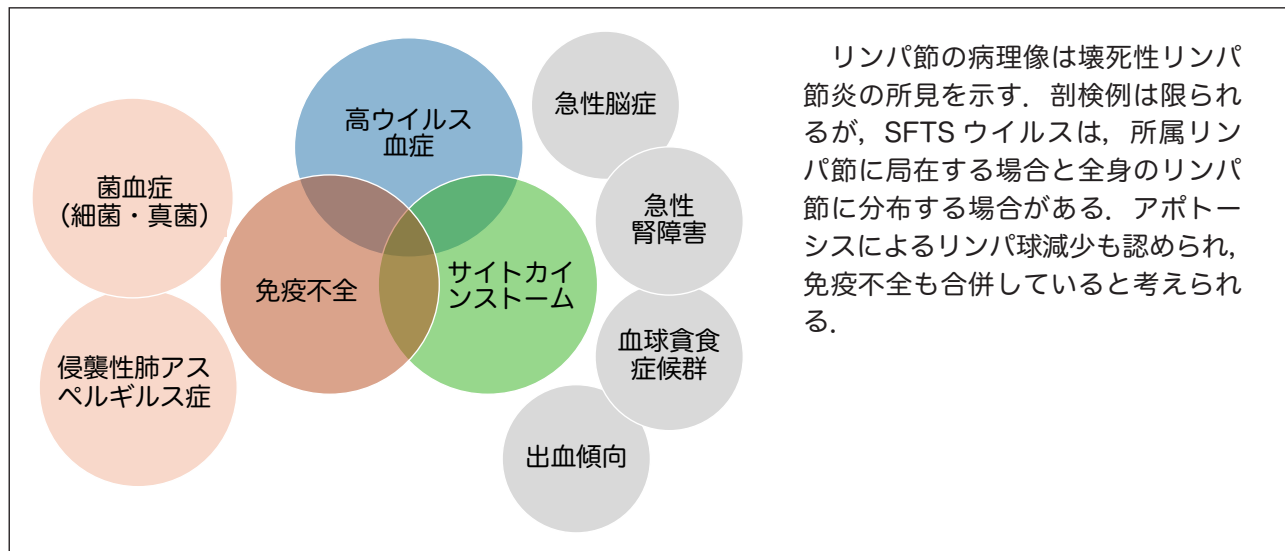 高ウイルス
血症
急性脳症
菌血症
（細菌・真菌）
急性
腎障害
免疫不全
サイトカイ
ンストーム
侵襲性肺アス
ペルギルス症
血球貪食
症候群
出血傾向
リンパ節の病理像は壊死性リンパ
節炎の所見を示す．剖検例は限られ
るが，SFTS ウイルスは，所属リン
パ節に局在する場合と全身のリンパ
節に分布する場合がある．アポトー
シスによるリンパ球減少も認められ，
免疫不全も合併していると考えられ
る．